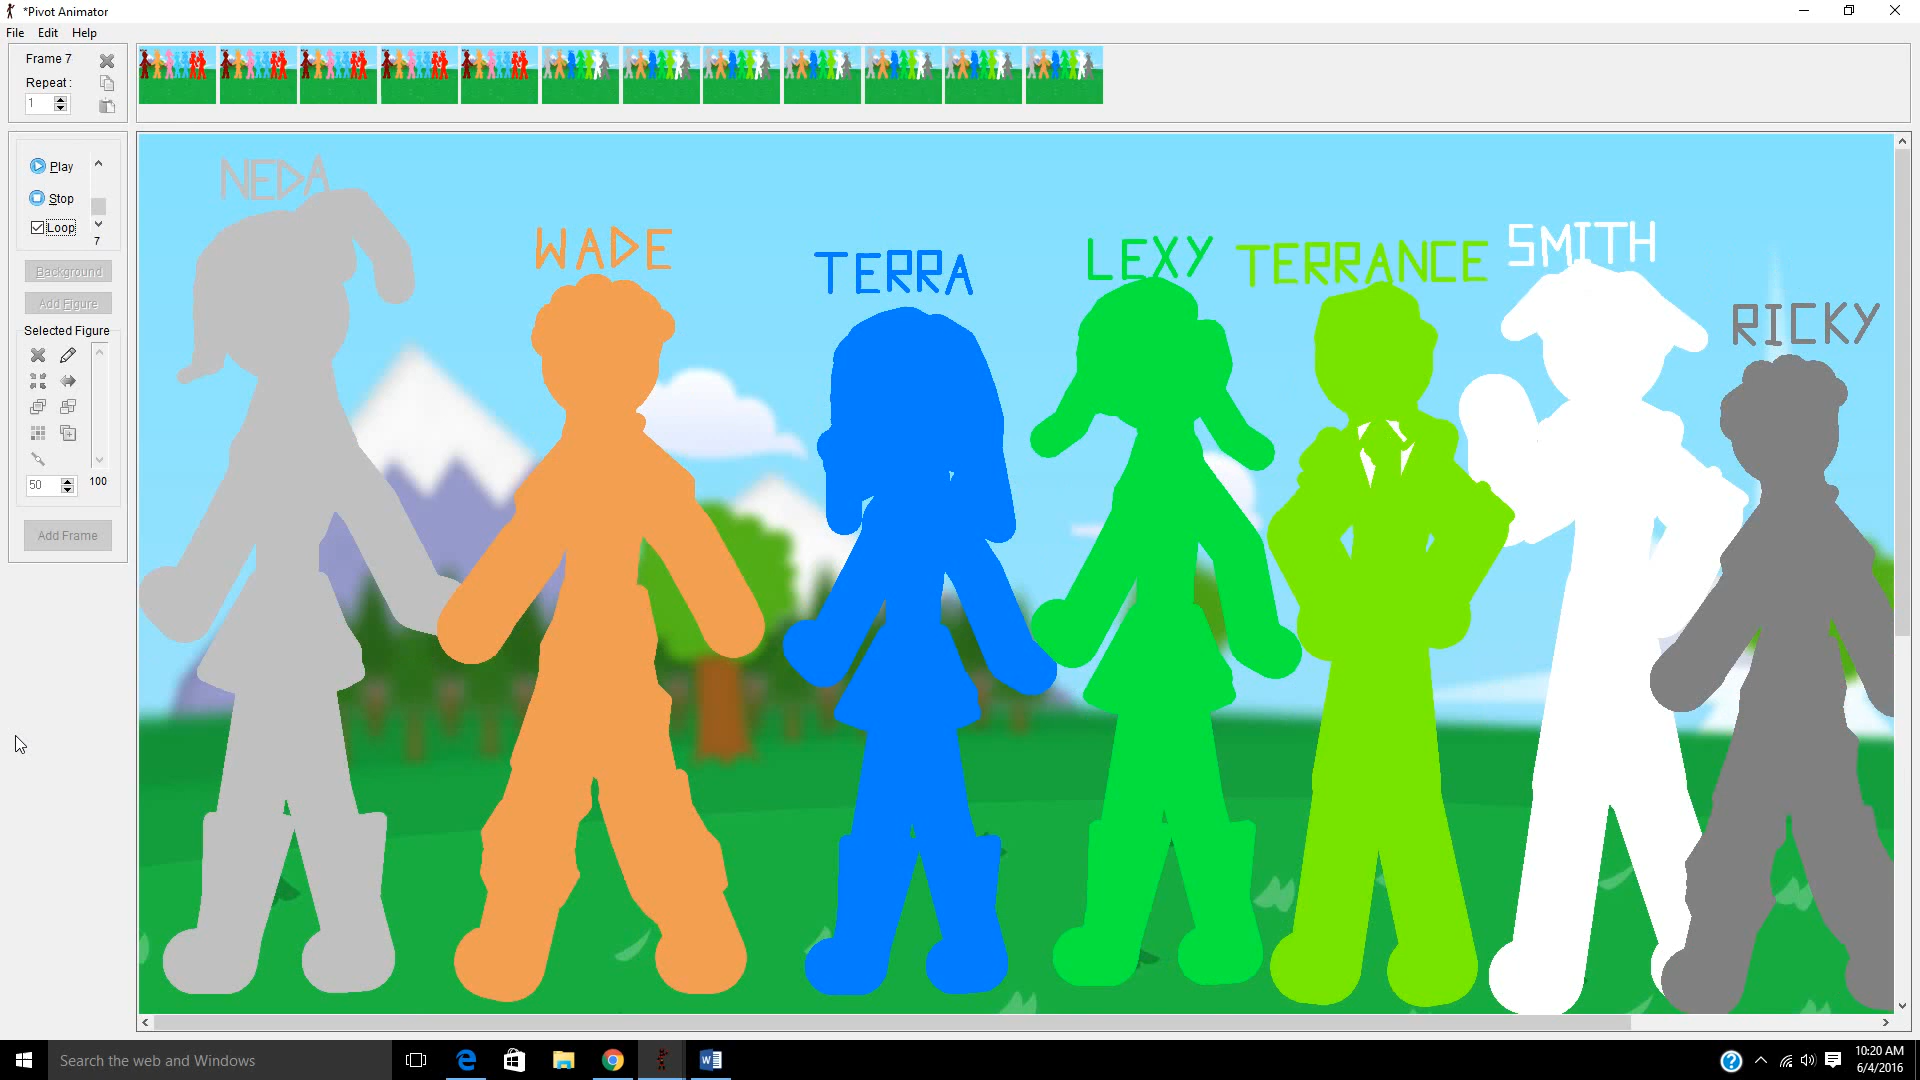 *Pivot Animator
File Edit Help
Frame 7
Repeat :
1
Play
Stop
Loop
7
Background
Add Figure
Selected Figure
50
100
Add Frame
NEDA
WADE
TERRA
LEXY
TERRANCE
SMITH
RICKY
Search the web and Windows
10:20 AM
6/4/2016